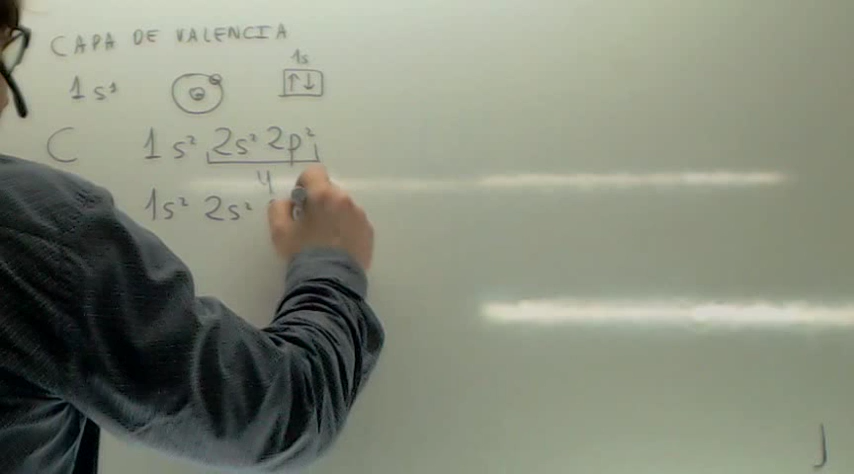 CAPA DE VALENCIA
1s
1s¹ ↑↓
C 1s² 2s² 2p²
4
1s² 2s²